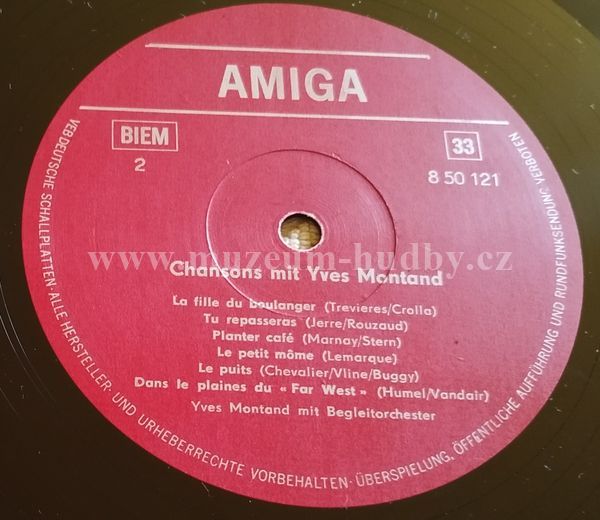 AMIGA
BIEM
33
2
8 50 121
www.muzeum-hudby.cz
Chansons mit Yves Montand
La fille du boulanger (Trevieres/Crolla)
Tu repasseras (Jerre/Rouzaud)
Planter café (Marnay/Stern)
Le petit môme (Lemarque)
Le puits (Chevalier/Vline/Buggy)
Dans le plaines du « Far West » (Humel/Vandair)
Yves Montand mit Begleitorchester
VEB DEUTSCHE SCHALLPLATTEN · ALLE HERSTELLER- UND URHEBERRECHTE VORBEHALTEN · ÜBERSPIELUNG, ÖFFENTLICHE AUFFÜHRUNG UND RUNDFUNKSENDUNG VERBOTEN